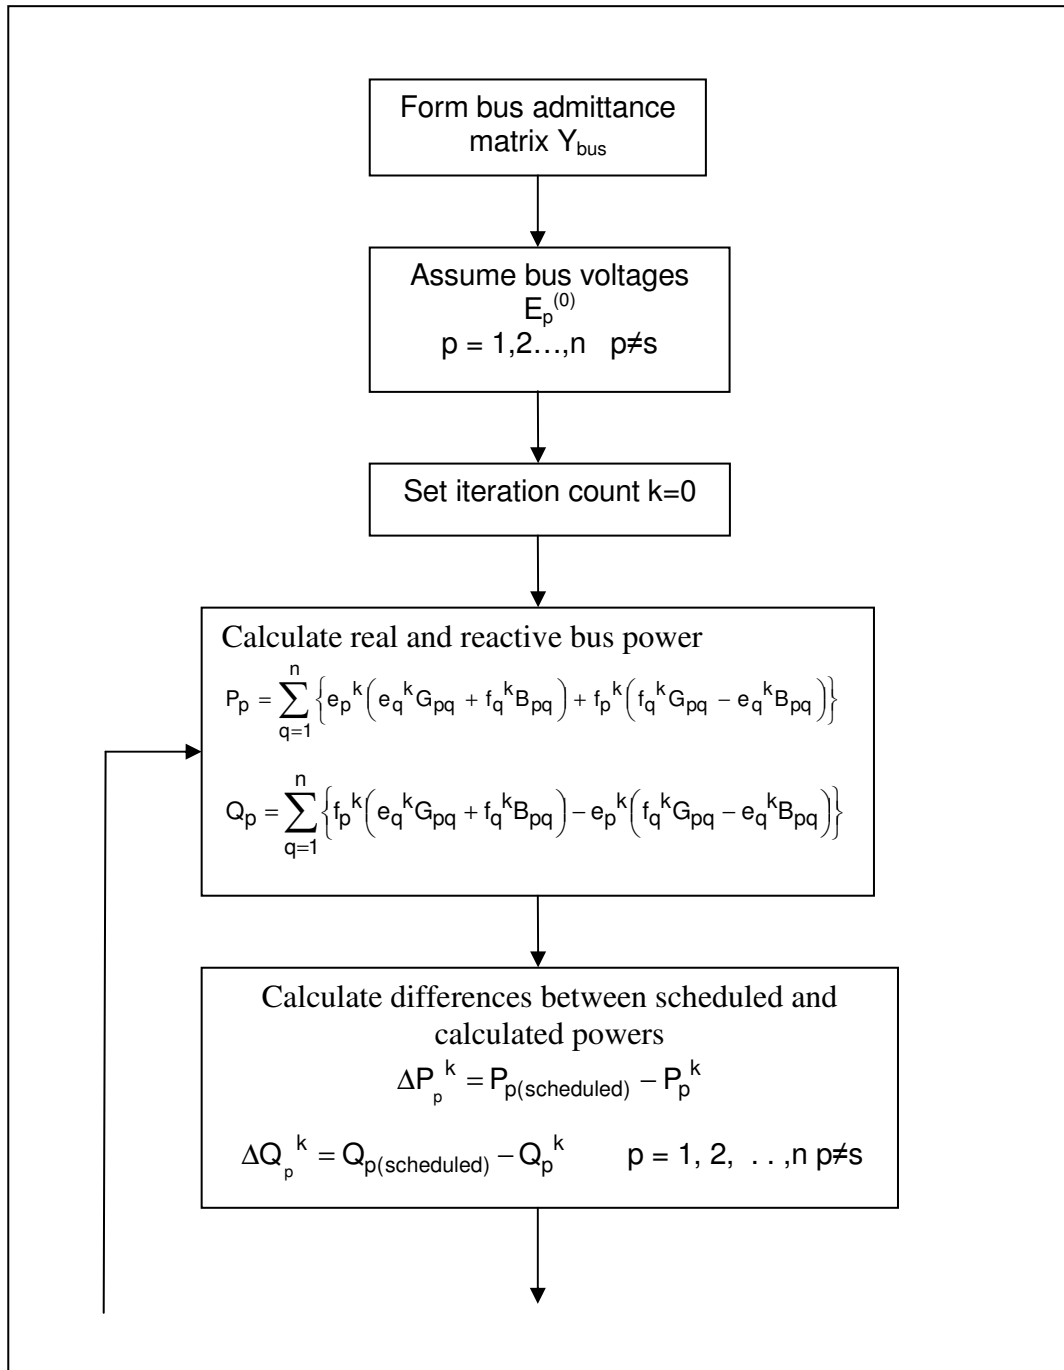 Form bus admittance
matrix Y_bus
Assume bus voltages
E_p^(0)
p = 1,2…,n p≠s
Set iteration count k=0
Calculate real and reactive bus power
P_p = ∑_{q=1}^{n} {e_p^k (e_q^k G_pq + f_q^k B_pq) + f_p^k (f_q^k G_pq − e_q^k B_pq)}
Q_p = ∑_{q=1}^{n} {f_p^k (e_q^k G_pq + f_q^k B_pq) − e_p^k (f_q^k G_pq − e_q^k B_pq)}
Calculate differences between scheduled and
calculated powers
ΔP_p^k = P_p(scheduled) − P_p^k
ΔQ_p^k = Q_p(scheduled) − Q_p^k p = 1, 2, . . ,n p≠s